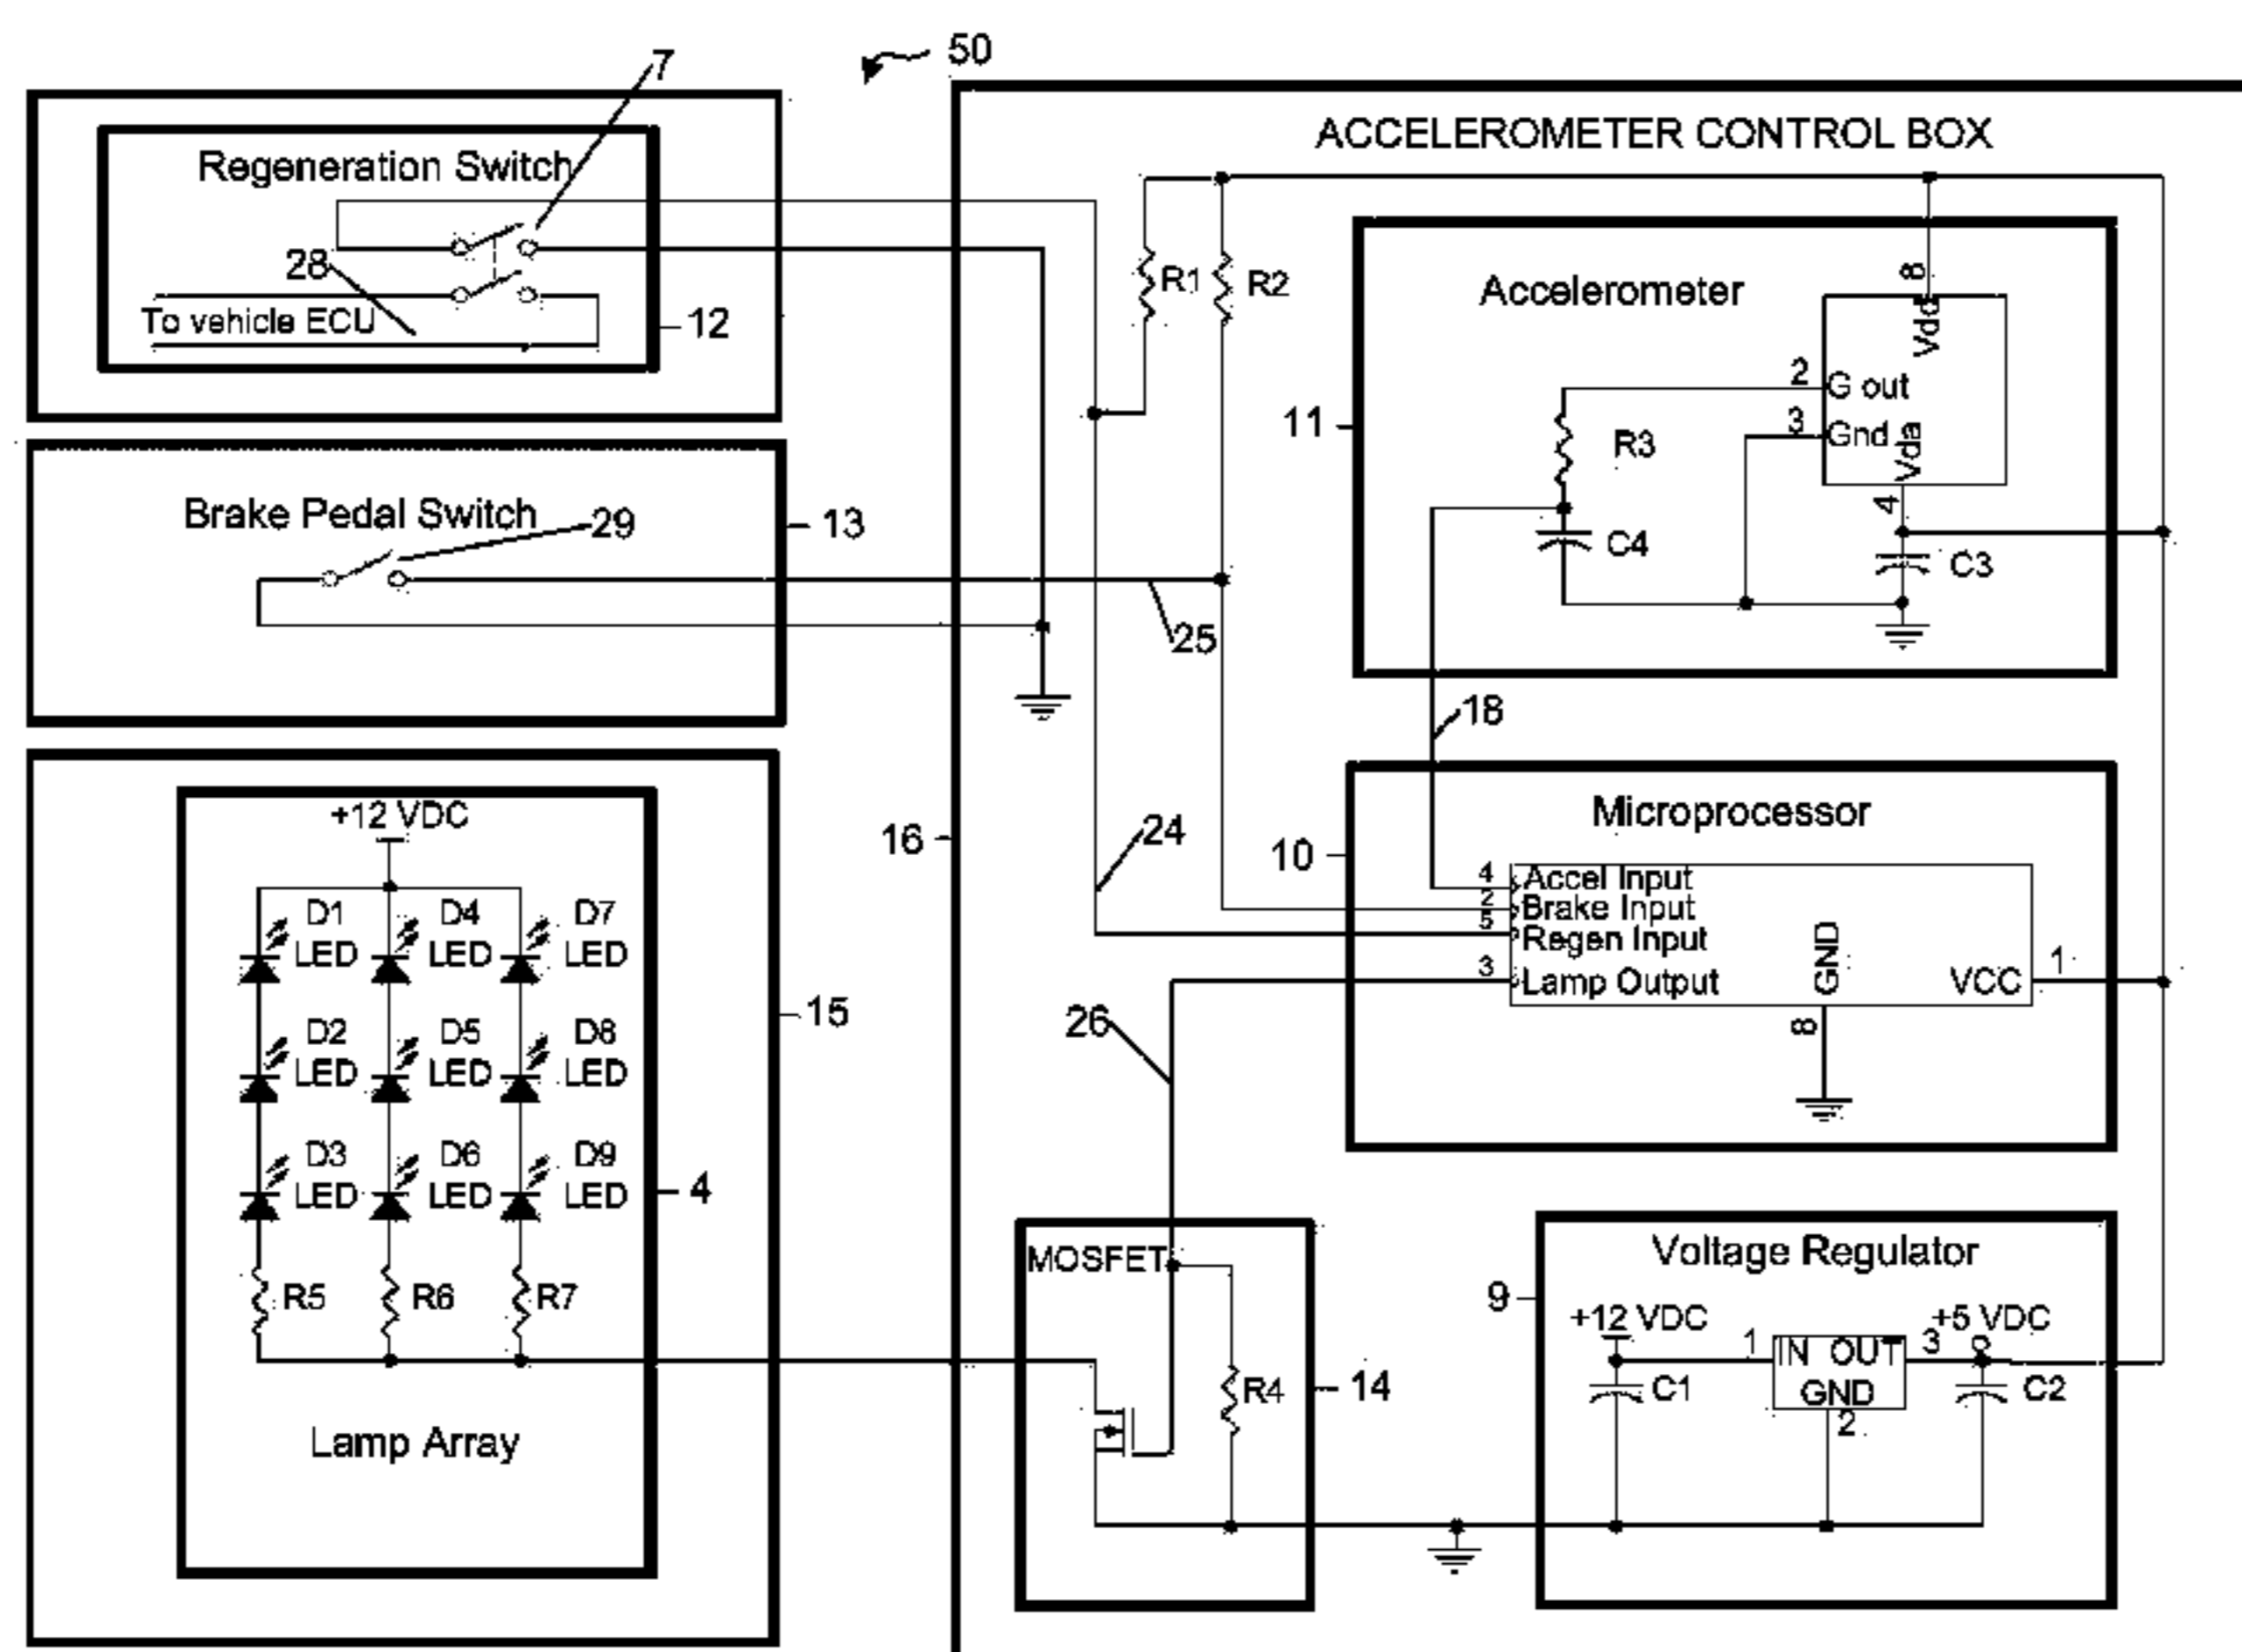 50
7
ACCELEROMETER CONTROL BOX
Regeneration Switch
28
To vehicle ECU
12
R1
R2
Accelerometer
8
Vdd
2
G out
3
Gnd
Vda
4
11
R3
C4
C3
Brake Pedal Switch
29
13
25
18
16
24
10
Microprocessor
4
Accel Input
2
Brake Input
5
Regen Input
3
Lamp Output
GND
8
VCC
1
26
+12 VDC
D1
LED
D4
LED
D7
LED
D2
LED
D5
LED
D8
LED
D3
LED
D6
LED
D9
LED
R5
R6
R7
15
4
Lamp Array
MOSFET
R4
14
Voltage Regulator
9
+12 VDC
+5 VDC
1
IN
OUT
3
GND
2
C1
C2